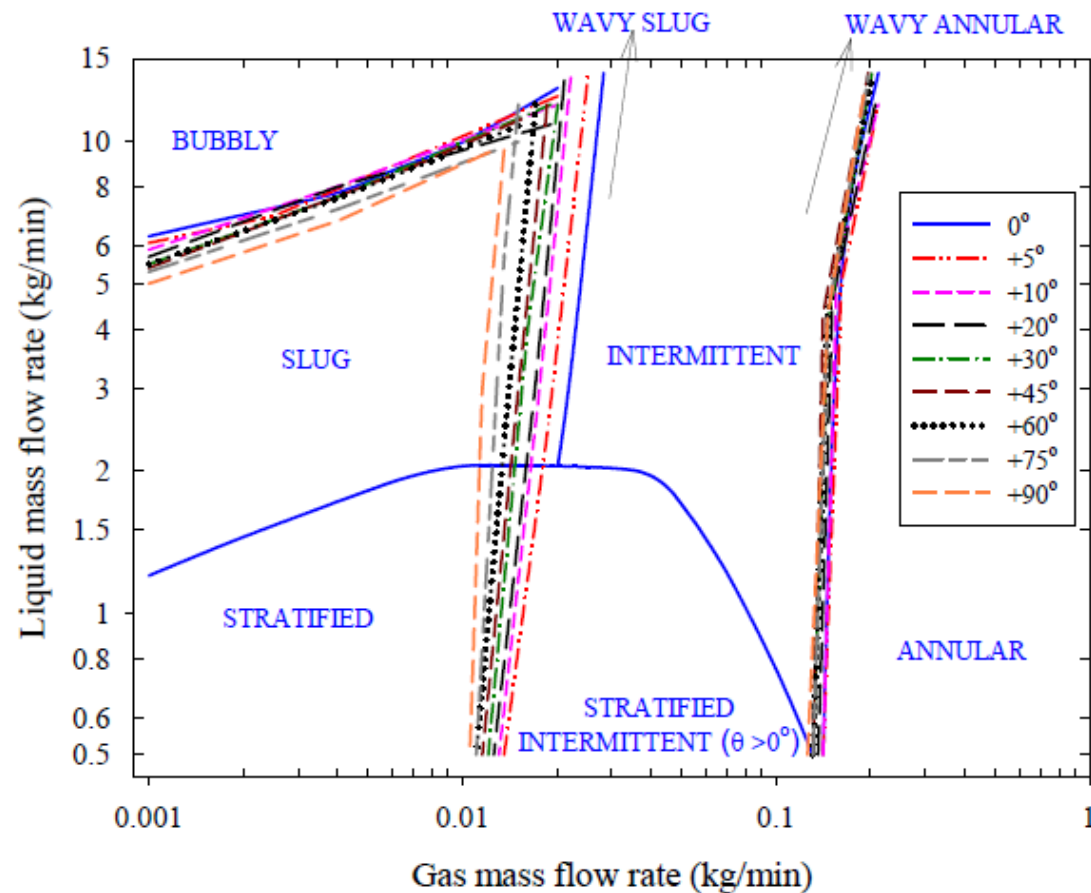 WAVY SLUG
WAVY ANNULAR
15
10
8
6
5
4
3
2
1.5
1
0.8
0.6
0.5
Liquid mass flow rate (kg/min)
BUBBLY
SLUG
INTERMITTENT
STRATIFIED
ANNULAR
STRATIFIED
INTERMITTENT (θ >0°)
0°
+5°
+10°
+20°
+30°
+45°
+60°
+75°
+90°
0.001
0.01
0.1
1
Gas mass flow rate (kg/min)